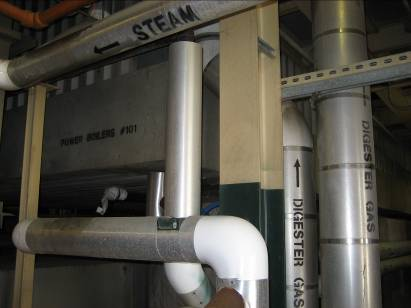 ← STEAM
POWER BOILERS #101
DIGESTER GAS
DIGESTER GAS →